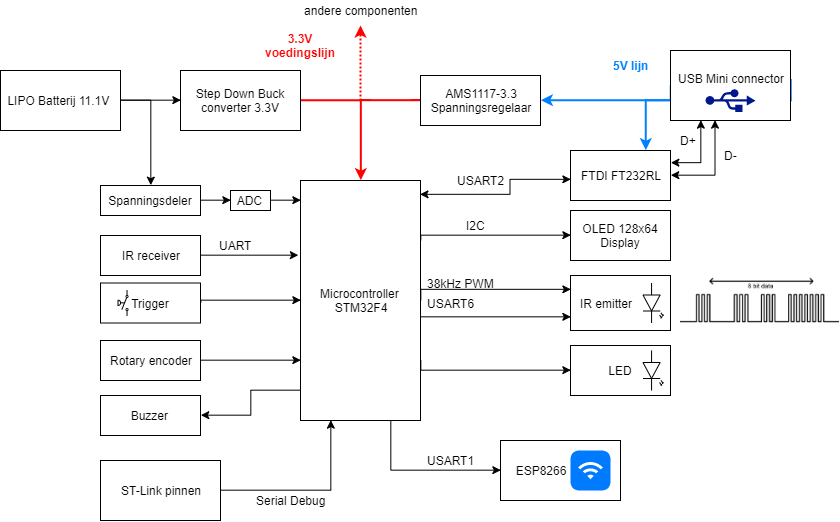 andere componenten
3.3V
voedingslijn
5V lijn
LIPO Batterij 11.1V
Step Down Buck
converter 3.3V
AMS1117-3.3
Spanningsregelaar
USB Mini connector
D+
D-
FTDI FT232RL
USART2
Spanningsdeler
ADC
I2C
OLED 128x64
Display
IR receiver
UART
Microcontroller
STM32F4
38kHz PWM
USART6
IR emitter
8 bit data
Trigger
Rotary encoder
LED
Buzzer
USART1
ESP8266
ST-Link pinnen
Serial Debug